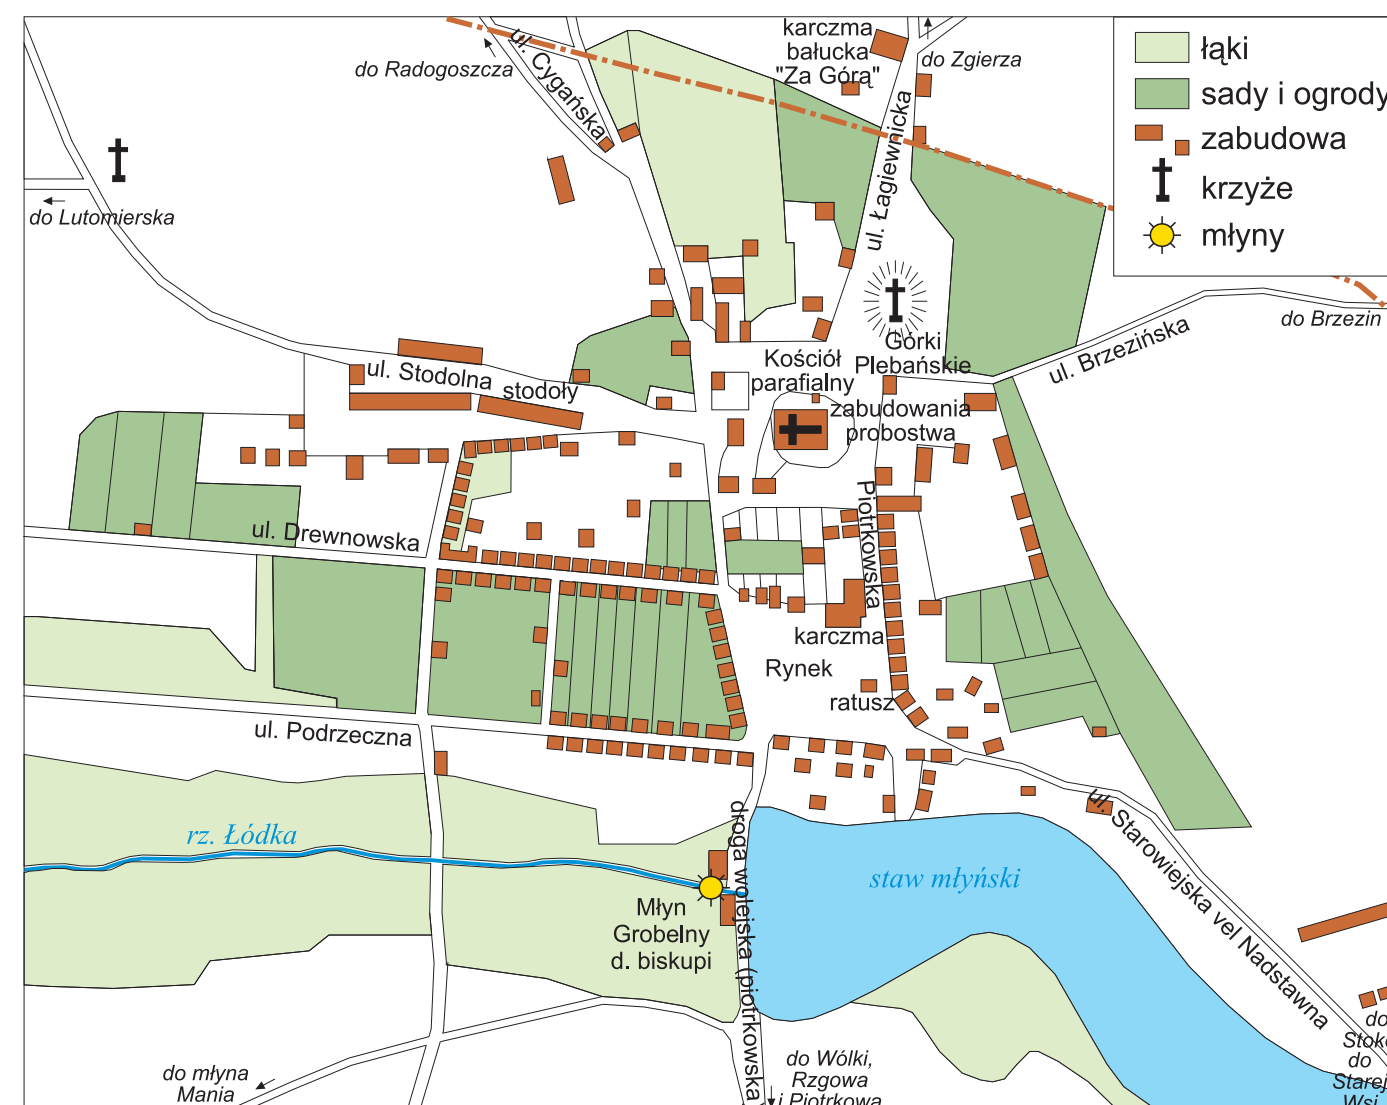 karczma
bałucka
"Za Górą"
do Zgierza
do Radogoszcza
ul. Cygańska
ul. Łagiewnicka
łąki
sady i ogrody
zabudowa
krzyże
młyny
do Lutomierska
do Brzezin
ul. Brzezińska
Górki
Plebańskie
Kościół
parafialny
zabudowania
probostwa
ul. Stodolna
stodoły
ul. Drewnowska
Piotrkowska
karczma
Rynek
ratusz
ul. Podrzeczna
rz. Łódka
staw młyński
ul. Starowiejska vel Nadstawna
droga wolejska (piotrkowska
Młyn
Grobelny
d. biskupi
do młyna
Mania
do Wólki,
Rzgowa
i Piotrkowa
do
do